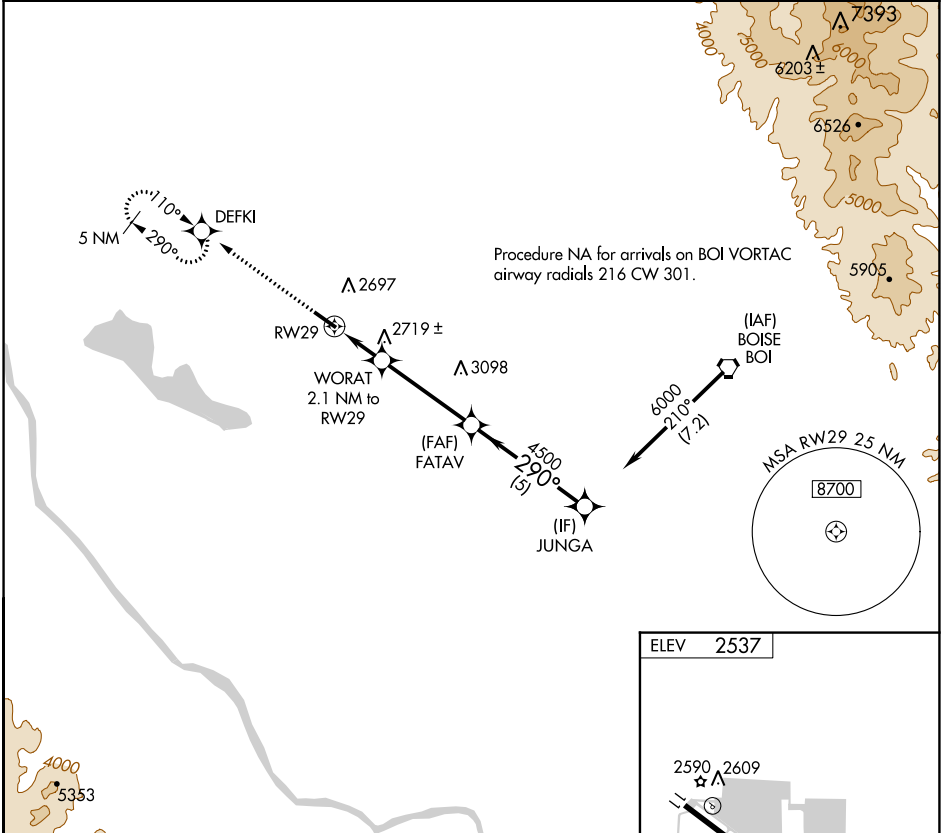 7393
4000
5000
6000
6203 ±
6526
5000
5905
110°
290°
5 NM
DEFKI
Procedure NA for arrivals on BOI VORTAC
airway radials 216 CW 301.
2697
RW29
2719 ±
WORAT
2.1 NM to
RW29
3098
(IAF)
BOISE
BOI
6000
210°
(7.2)
(FAF)
FATAV
4500
290°
(5)
(IF)
JUNGA
MSA RW29 25 NM
8700
ELEV 2537
2590
2609
11
4000
5353